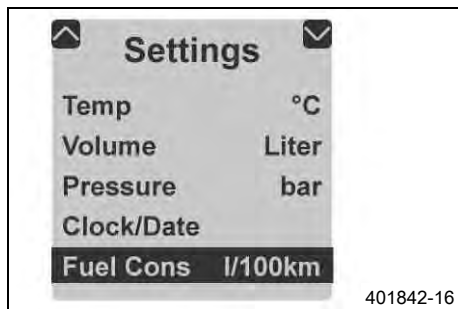 Settings
Temp °C
Volume Liter
Pressure bar
Clock/Date
Fuel Cons l/100km
401842-16